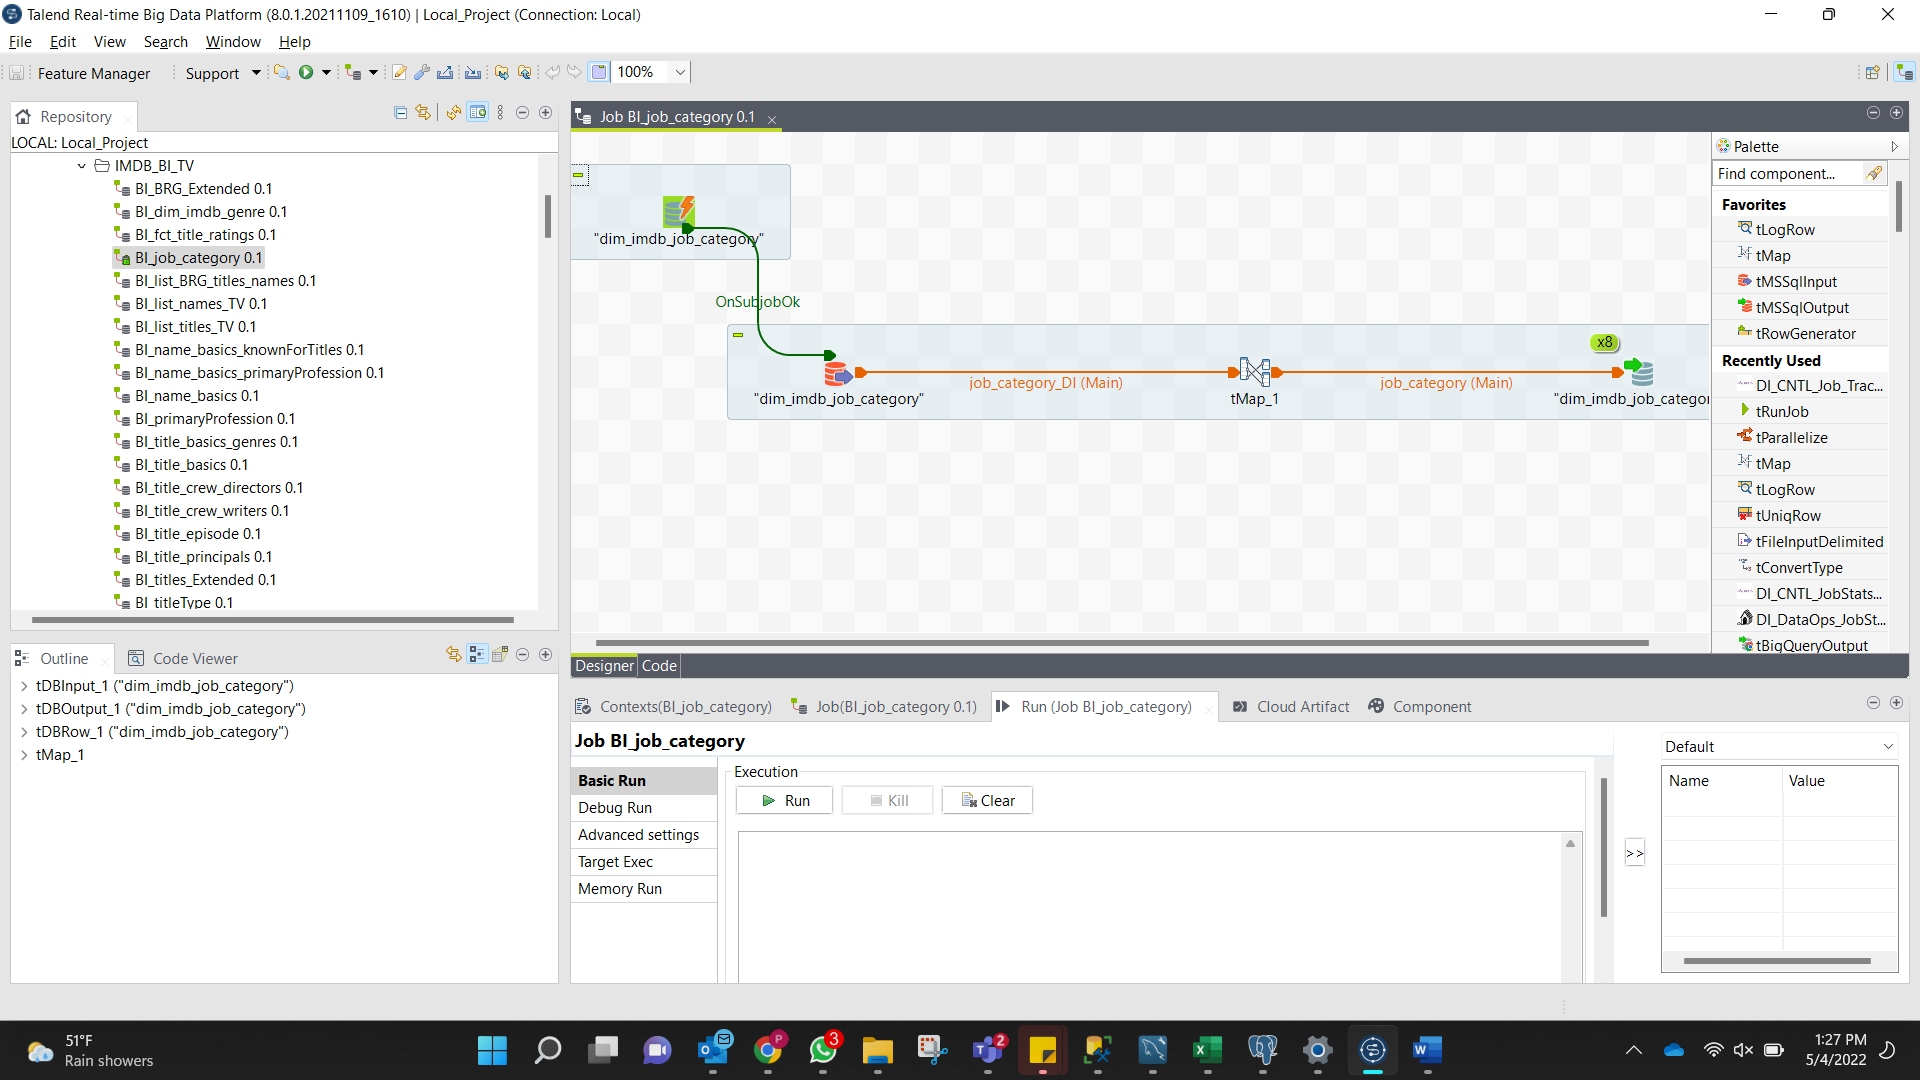 Talend Real-time Big Data Platform (8.0.1.20211109_1610) | Local_Project (Connection: Local)
File Edit View Search Window Help
Feature Manager Support 100%
Repository
LOCAL: Local_Project
IMDB_BI_TV
BI_BRG_Extended 0.1
BI_dim_imdb_genre 0.1
BI_fct_title_ratings 0.1
BI_job_category 0.1
BI_list_BRG_titles_names 0.1
BI_list_names_TV 0.1
BI_list_titles_TV 0.1
BI_name_basics_knownForTitles 0.1
BI_name_basics_primaryProfession 0.1
BI_name_basics 0.1
BI_primaryProfession 0.1
BI_title_basics_genres 0.1
BI_title_basics 0.1
BI_title_crew_directors 0.1
BI_title_crew_writers 0.1
BI_title_episode 0.1
BI_title_principals 0.1
BI_titles_Extended 0.1
BI_titleType 0.1
Outline Code Viewer
tDBInput_1 ("dim_imdb_job_category")
tDBOutput_1 ("dim_imdb_job_category")
tDBRow_1 ("dim_imdb_job_category")
tMap_1
Job BI_job_category 0.1
"dim_imdb_job_category"
OnSubjobOk
x8
job_category_DI (Main)
job_category (Main)
"dim_imdb_job_category"
tMap_1
"dim_imdb_job_categor
Designer Code
Palette
Find component...
Favorites
tLogRow
tMap
tMSSqlInput
tMSSqlOutput
tRowGenerator
Recently Used
DI_CNTL_Job_Trac...
tRunJob
tParallelize
tMap
tLogRow
tUniqRow
tFileInputDelimited
tConvertType
DI_CNTL_JobStats...
DI_DataOps_JobSt...
tBigQueryOutput
Contexts(BI_job_category) Job(BI_job_category 0.1) Run (Job BI_job_category) Cloud Artifact Component
Job BI_job_category
Basic Run
Debug Run
Advanced settings
Target Exec
Memory Run
Execution
Run Kill Clear
>>
Default
Name Value
51°F
Rain showers
P
3
2
1:27 PM
5/4/2022